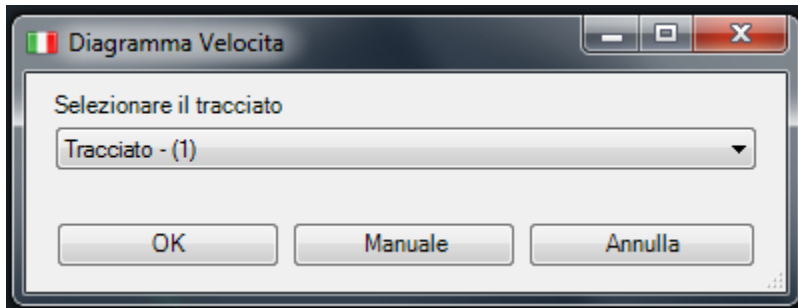 Diagramma Velocita
Selezionare il tracciato
Tracciato - (1)
OK Manuale Annulla